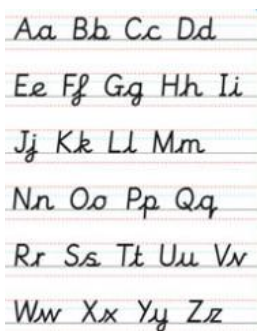 Aa Bb Cc Dd
Ee Ff Gg Hh Ii
Jj Kk Ll Mm
Nn Oo Pp Qq
Rr Ss Tt Uu Vv
Ww Xx Yy Zz